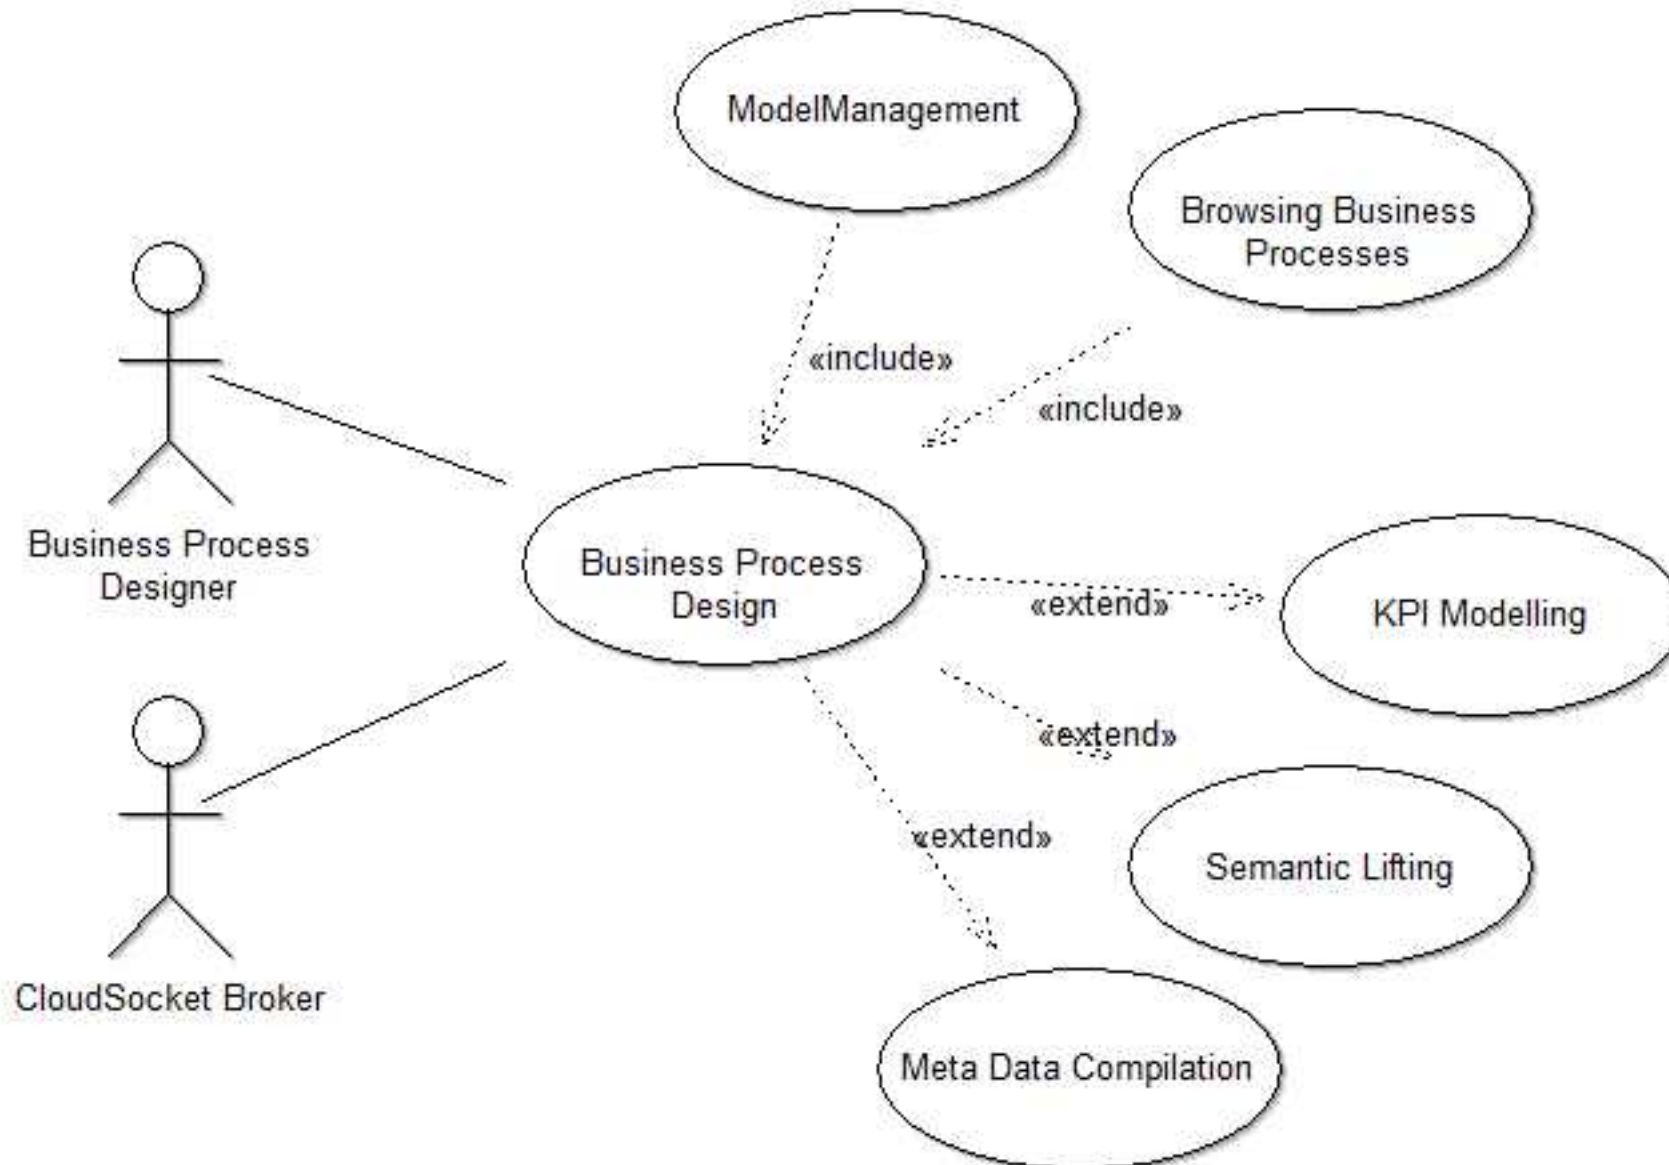 ModelManagement
Browsing Business
Processes
«include»
«include»
Business Process
Designer
Business Process
Design
«extend»
KPI Modelling
«extend»
«extend»
Semantic Lifting
CloudSocket Broker
Meta Data Compilation